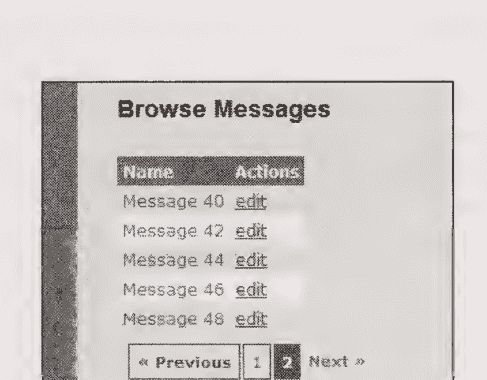 Browse Messages
Name Actions
Message 40 edit
Message 42 edit
Message 44 edit
Message 46 edit
Message 48 edit
« Previous 1 2 Next »